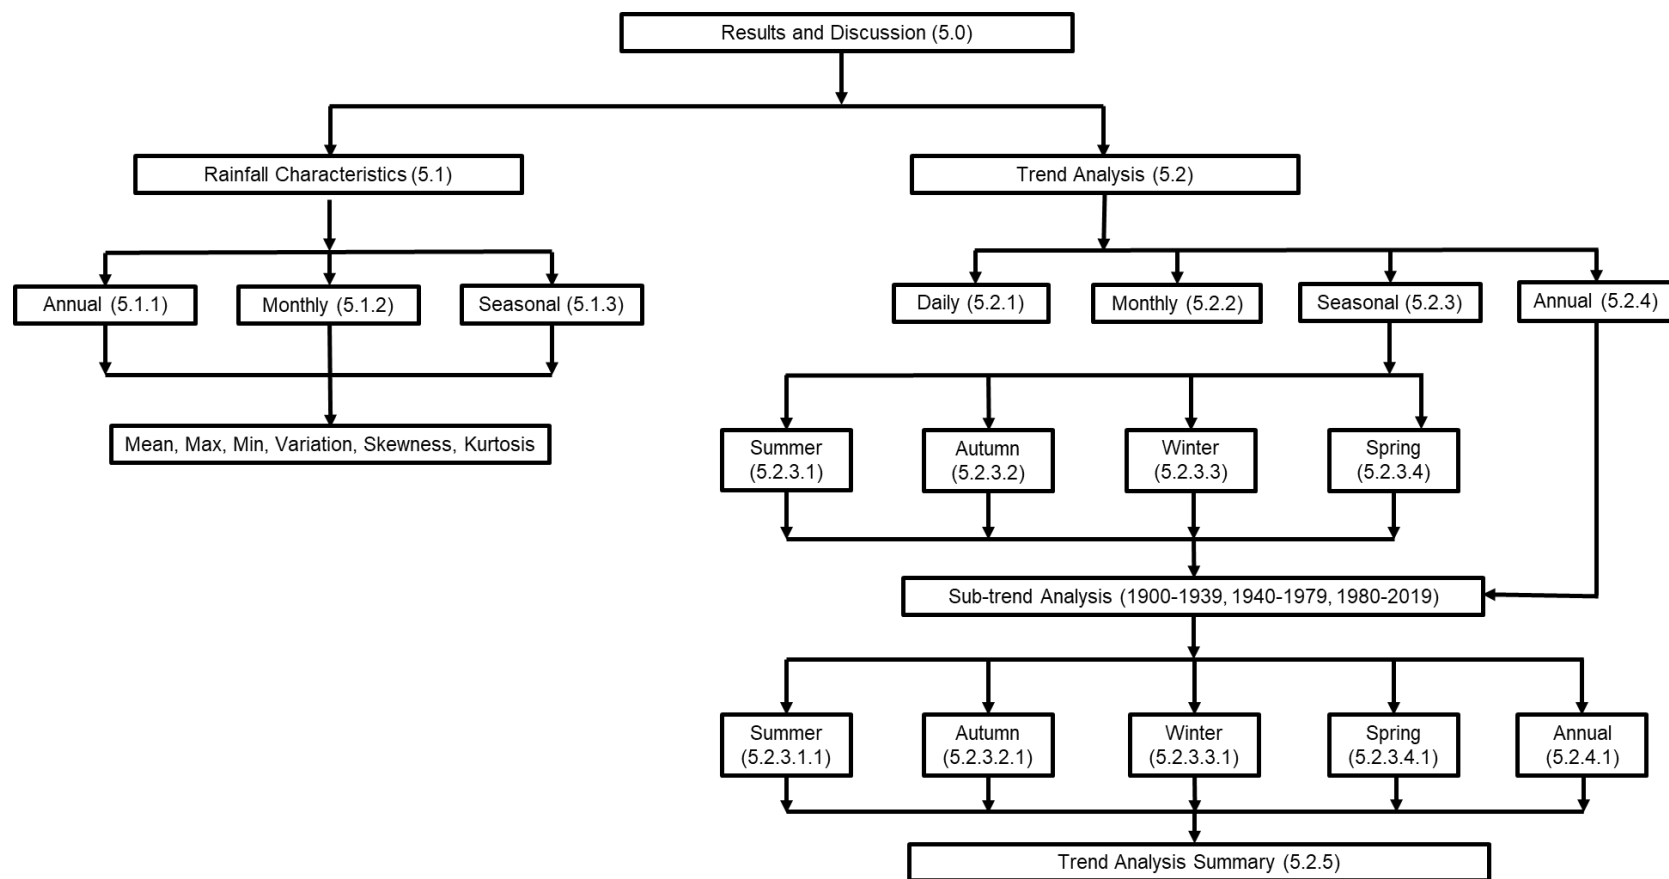 Results and Discussion (5.0)
Rainfall Characteristics (5.1)
Trend Analysis (5.2)
Annual (5.1.1)
Monthly (5.1.2)
Seasonal (5.1.3)
Daily (5.2.1)
Monthly (5.2.2)
Seasonal (5.2.3)
Annual (5.2.4)
Mean, Max, Min, Variation, Skewness, Kurtosis
Summer
(5.2.3.1)
Autumn
(5.2.3.2)
Winter
(5.2.3.3)
Spring
(5.2.3.4)
Sub-trend Analysis (1900-1939, 1940-1979, 1980-2019)
Summer
(5.2.3.1.1)
Autumn
(5.2.3.2.1)
Winter
(5.2.3.3.1)
Spring
(5.2.3.4.1)
Annual
(5.2.4.1)
Trend Analysis Summary (5.2.5)